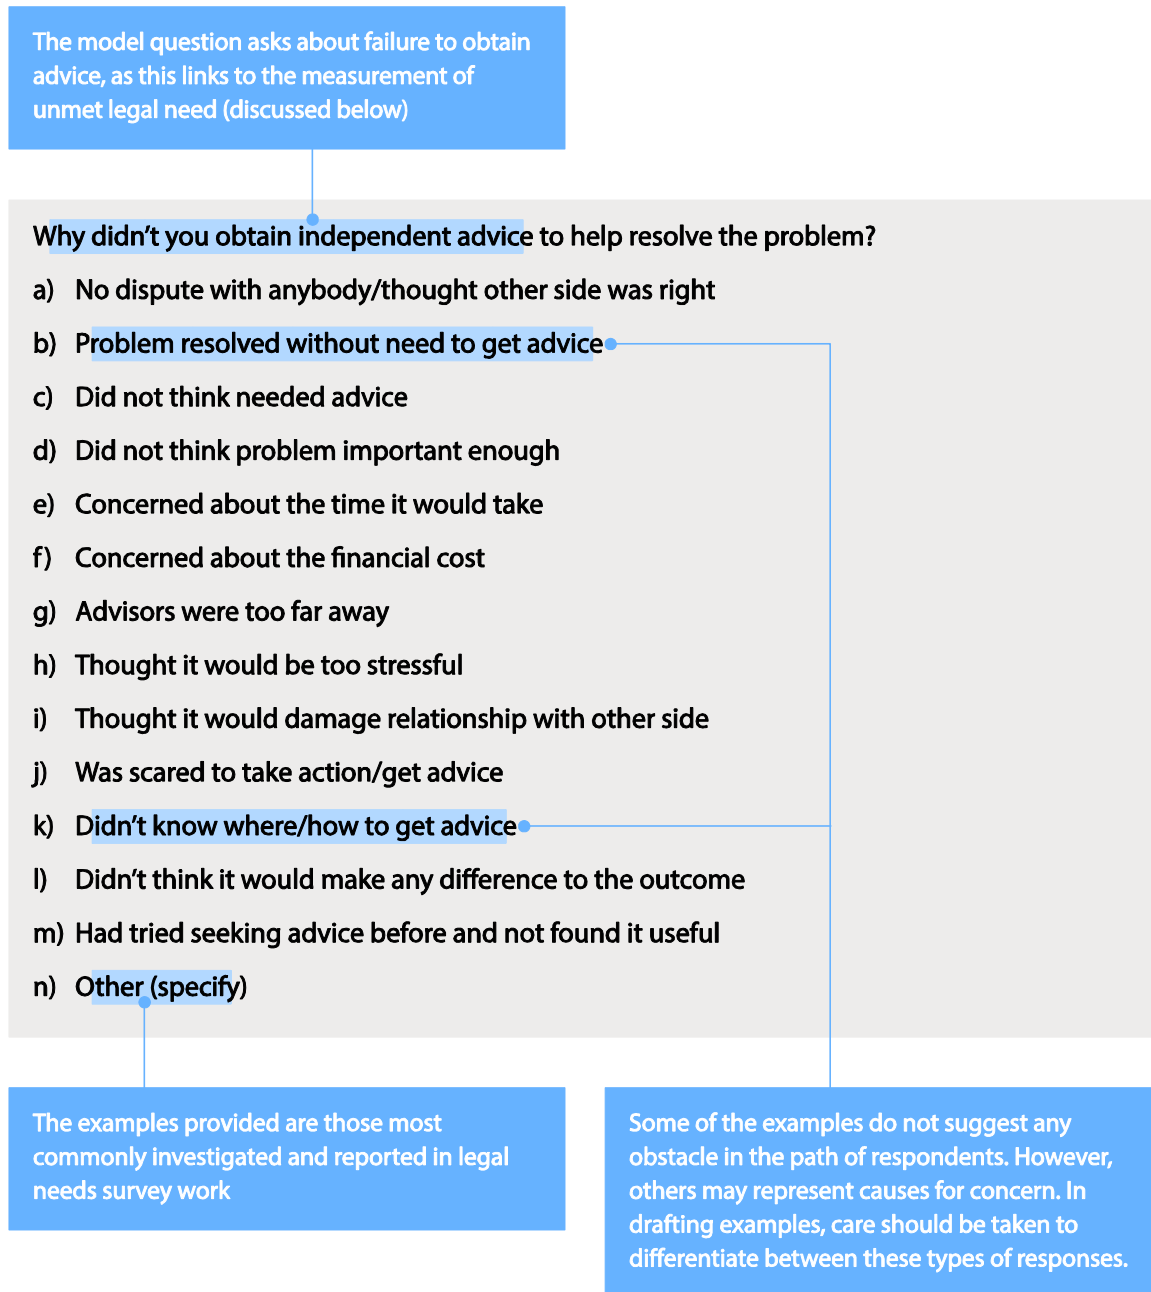 The model question asks about failure to obtain
advice, as this links to the measurement of
unmet legal need (discussed below)
Why didn’t you obtain independent advice to help resolve the problem?
a) No dispute with anybody/thought other side was right
b) Problem resolved without need to get advice
c) Did not think needed advice
d) Did not think problem important enough
e) Concerned about the time it would take
f) Concerned about the financial cost
g) Advisors were too far away
h) Thought it would be too stressful
i) Thought it would damage relationship with other side
j) Was scared to take action/get advice
k) Didn’t know where/how to get advice
l) Didn’t think it would make any difference to the outcome
m) Had tried seeking advice before and not found it useful
n) Other (specify)
The examples provided are those most
commonly investigated and reported in legal
needs survey work
Some of the examples do not suggest any
obstacle in the path of respondents. However,
others may represent causes for concern. In
drafting examples, care should be taken to
differentiate between these types of responses.